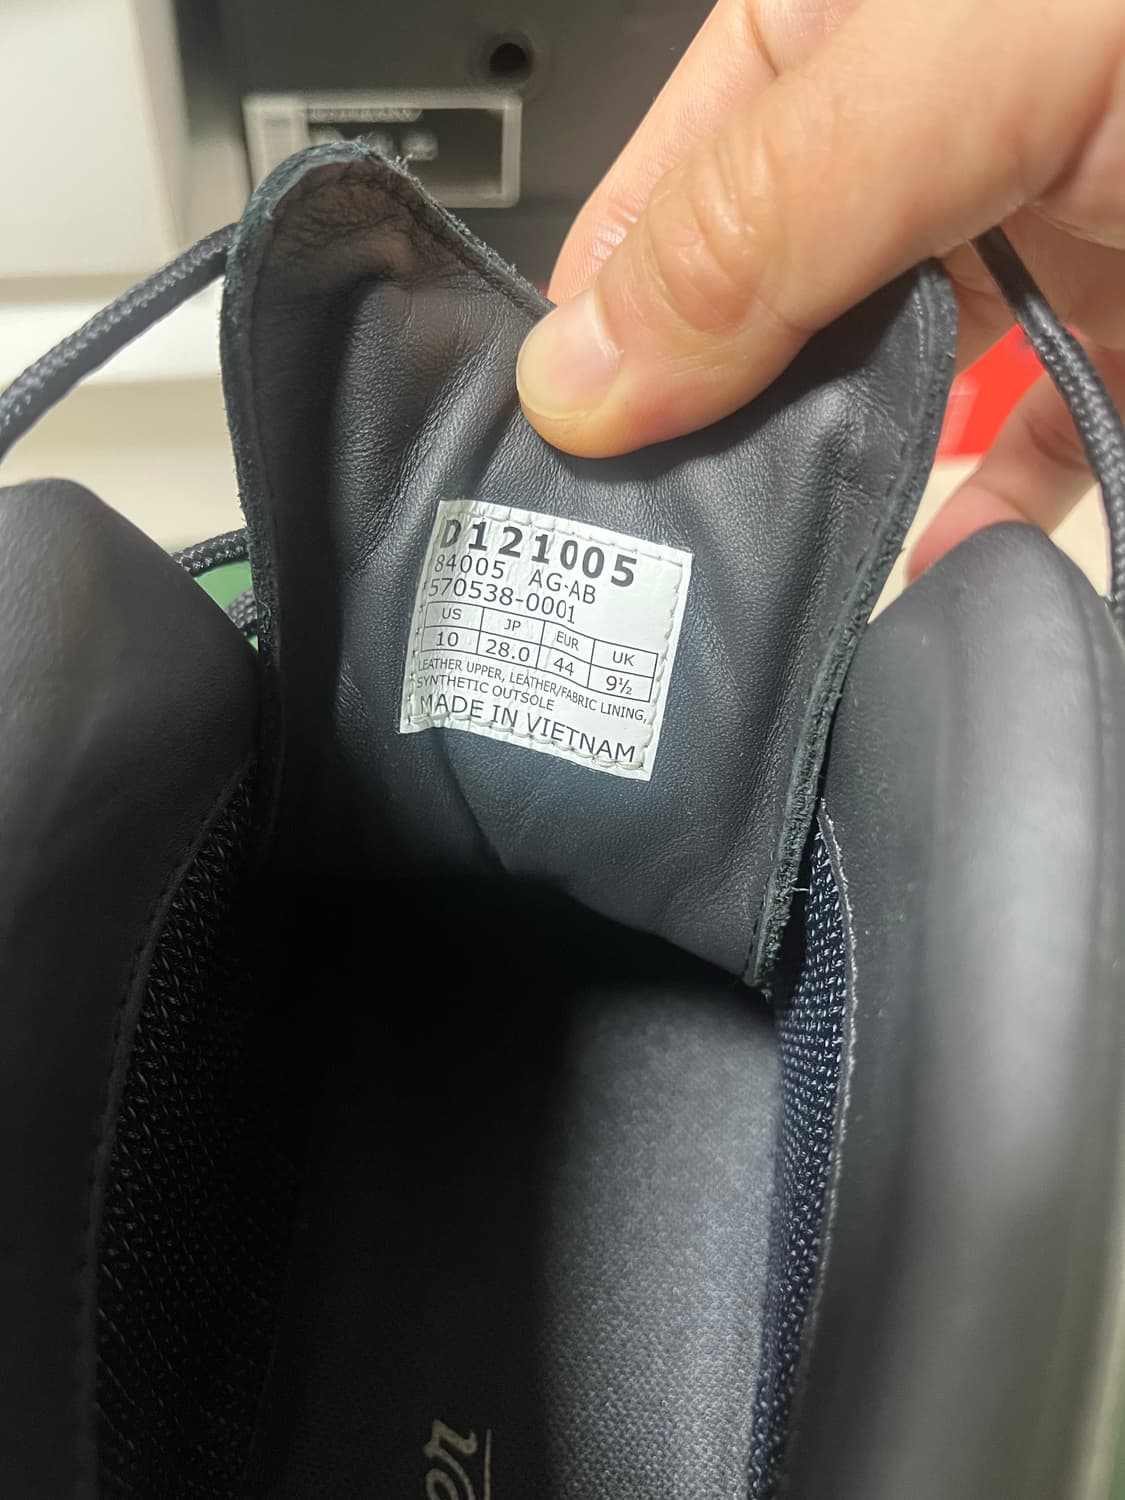 D121005
84005 AG-AB
570538-0001
US JP EUR UK
10 28.0 44 9½
LEATHER UPPER, LEATHER/FABRIC LINING,
SYNTHETIC OUTSOLE
MADE IN VIETNAM